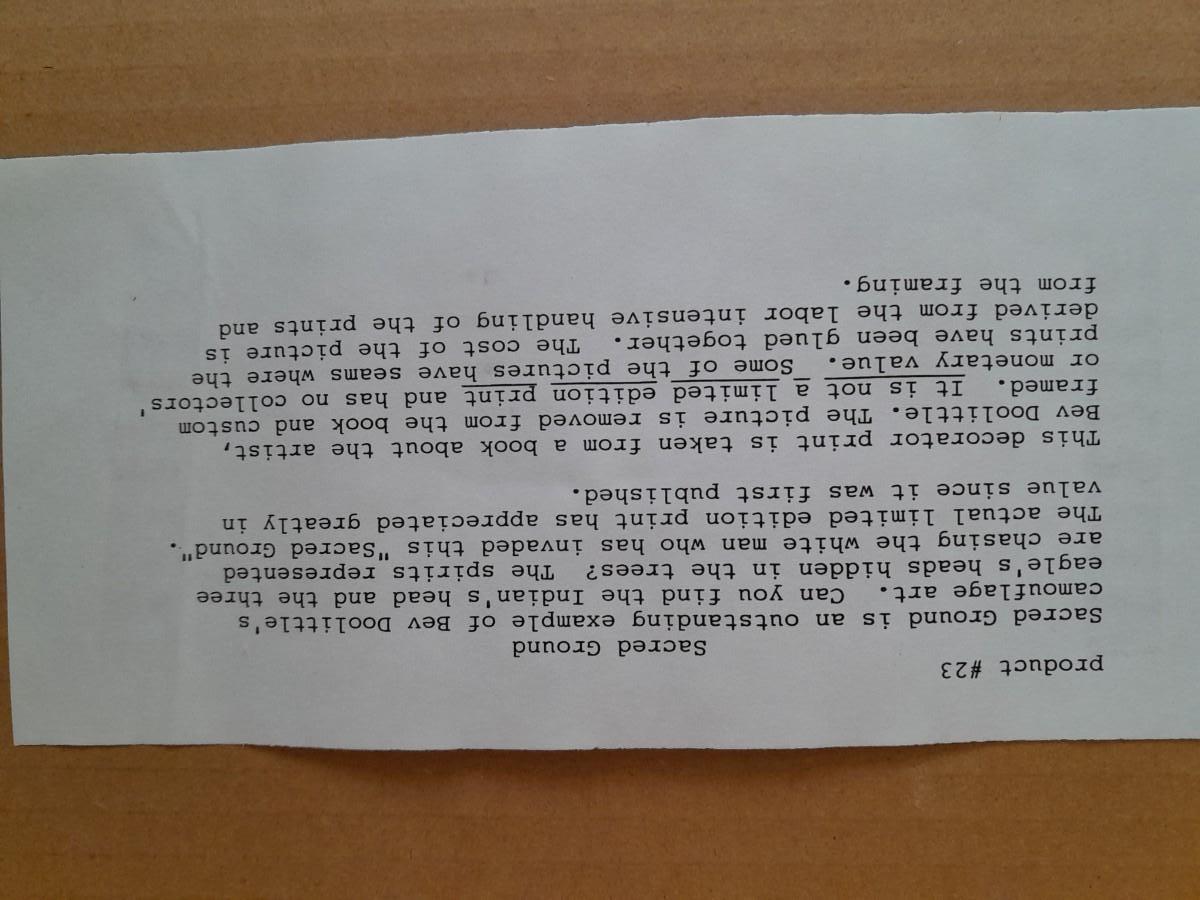 product #23
Sacred Ground
Sacred Ground is an outstanding example of Bev Doolittle's
camouflage art. Can you find the Indian's head and the three
eagle's heads hidden in the trees? The spirits represented
are chasing the white man who has invaded this "Sacred Ground".
The actual limited edition print has appreciated greatly in
value since it was first published.
This decorator print is taken from a book about the artist,
Bev Doolittle. The picture is removed from the book and custom
framed. It is not a limited edition print and has no collectors'
or monetary value. Some of the pictures have seams where the
prints have been glued together. The cost of the picture is
derived from the labor intensive handling of the prints and
from the framing.